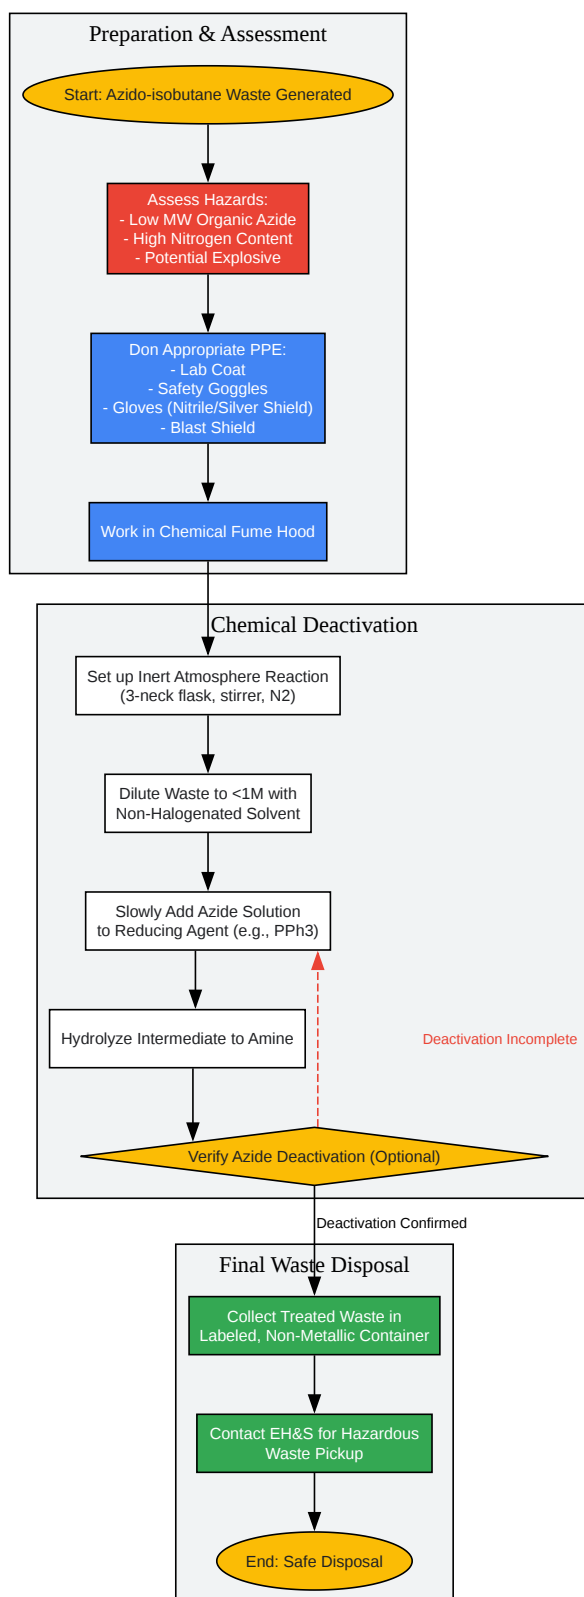 Preparation & Assessment
Start: Azido-isobutane Waste Generated
Assess Hazards:
- Low MW Organic Azide
- High Nitrogen Content
- Potential Explosive
Don Appropriate PPE:
- Lab Coat
- Safety Goggles
- Gloves (Nitrile/Silver Shield)
- Blast Shield
Work in Chemical Fume Hood
Chemical Deactivation
Set up Inert Atmosphere Reaction
(3-neck flask, stirrer, N2)
Dilute Waste to <1M with
Non-Halogenated Solvent
Slowly Add Azide Solution
to Reducing Agent (e.g., PPh3)
Hydrolyze Intermediate to Amine
Deactivation Incomplete
Verify Azide Deactivation (Optional)
Deactivation Confirmed
Final Waste Disposal
Collect Treated Waste in
Labeled, Non-Metallic Container
Contact EH&S for Hazardous
Waste Pickup
End: Safe Disposal